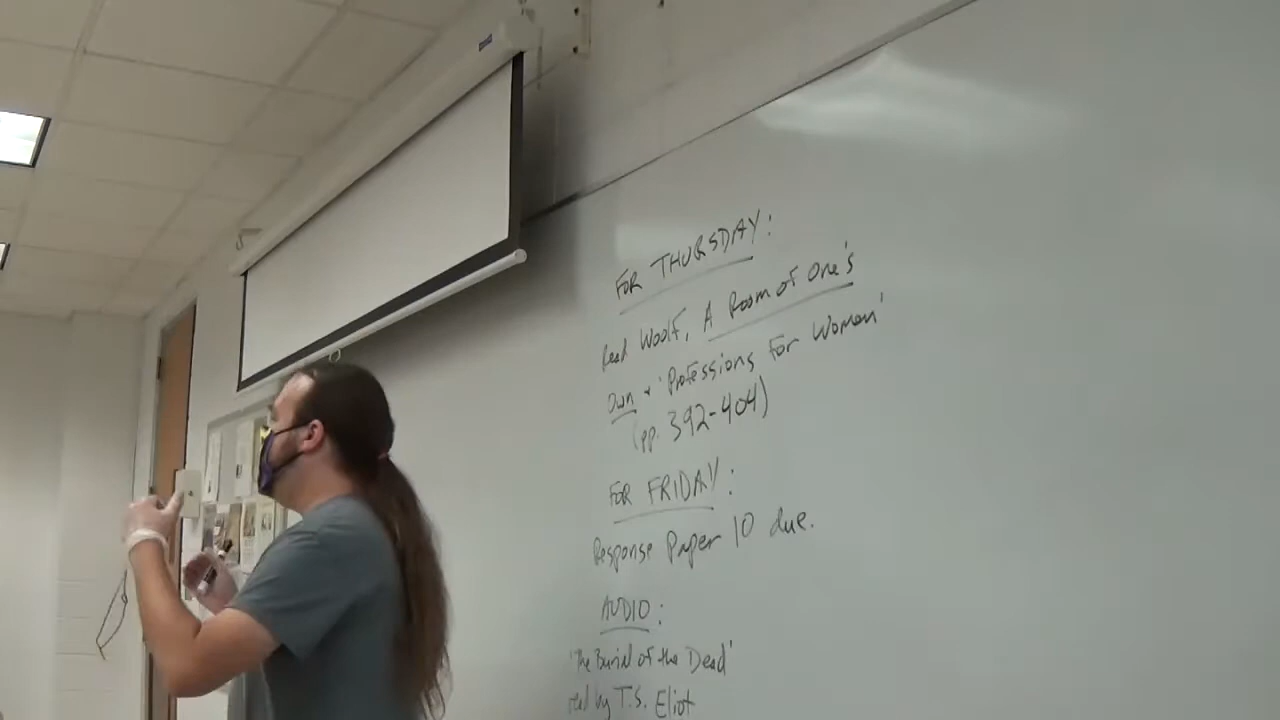 FOR THURSDAY:
Read Woolf, A Room of One's
Own + 'Professions for Women'
(pp. 392-404)
FOR FRIDAY:
Response Paper 10 due.
AUDIO:
'The Burial of the Dead'
read by T.S. Eliot